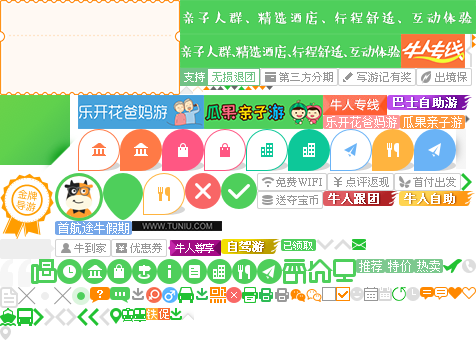 亲子人群、精选酒店、行程舒适、互动体验
亲子人群、精选酒店、行程舒适、互动体验 牛人专线
支持 无损退团 第三方分期 写游记有奖 出境保
乐开花爸妈游 瓜果亲子游 牛人专线 巴士自助游
乐开花爸妈游 瓜果亲子游
金牌导游
免费WIFI 点评返现 首付出发
送夺宝币 牛人跟团 牛人自助
首航途牛假期 WWW.TUNIU.COM
牛到家 优惠券 牛人尊享 自驾游 已领取
推荐 特价 热卖
铁 促